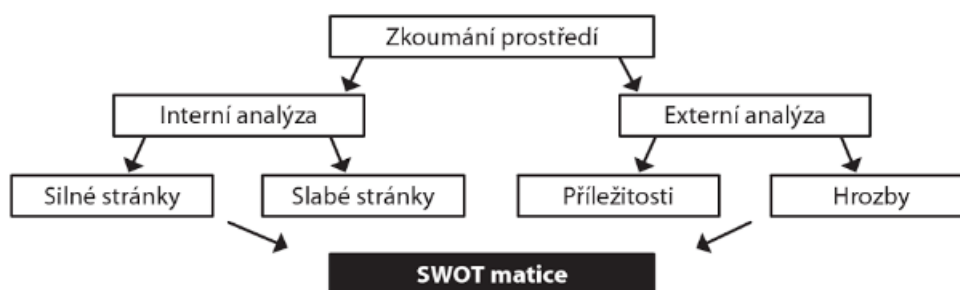 Zkoumání prostředí
Interní analýza
Externí analýza
Silné stránky
Slabé stránky
Příležitosti
Hrozby
SWOT matice